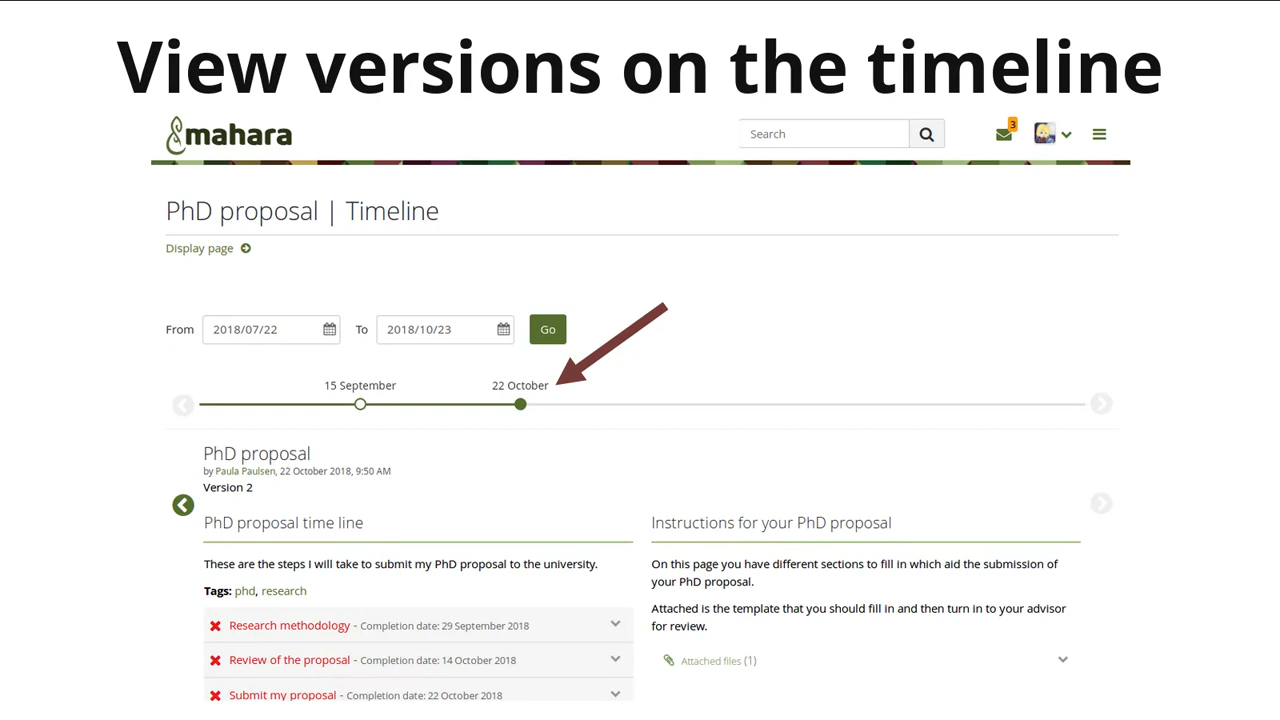 View versions on the timeline
mahara
Search
3
PhD proposal | Timeline
Display page
From 2018/07/22 To 2018/10/23 Go
15 September 22 October
PhD proposal
by Paula Paulsen, 22 October 2018, 9:50 AM
Version 2
PhD proposal time line
These are the steps I will take to submit my PhD proposal to the university.
Tags: phd, research
Research methodology - Completion date: 29 September 2018
Review of the proposal - Completion date: 14 October 2018
Submit my proposal - Completion date: 22 October 2018
Instructions for your PhD proposal
On this page you have different sections to fill in which aid the submission of
your PhD proposal.
Attached is the template that you should fill in and then turn in to your advisor
for review.
Attached files (1)